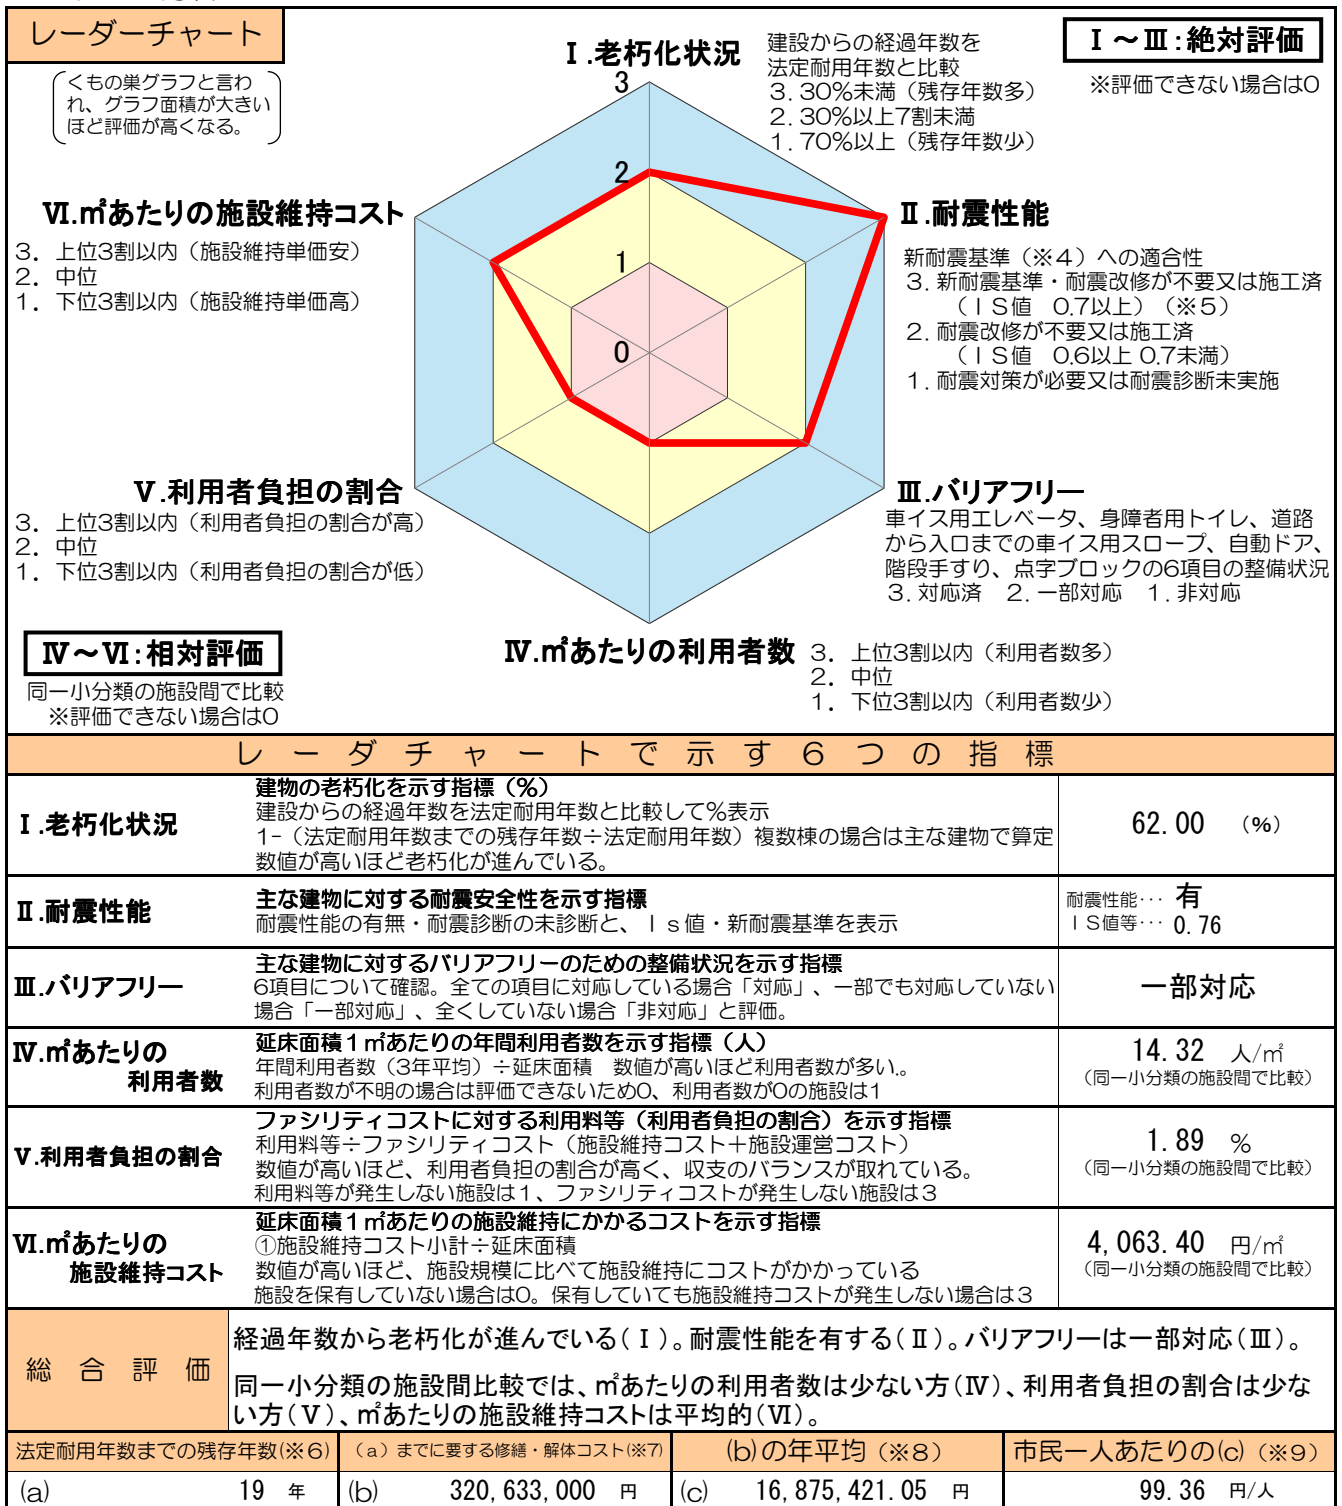 レーダーチャート
くもの巣グラフと言わ
れ、グラフ面積が大きい
ほど評価が高くなる。
Ⅰ～Ⅲ：絶対評価
※評価できない場合は0
Ⅰ.老朽化状況
建設からの経過年数を
法定耐用年数と比較
3．30%未満（残存年数多）
2．30%以上7割未満
1．70%以上（残存年数少）
3
2
1
0
Ⅵ.㎡あたりの施設維持コスト
3．上位3割以内（施設維持単価安）
2．中位
1．下位3割以内（施設維持単価高）
Ⅱ.耐震性能
新耐震基準（※4）への適合性
3．新耐震基準・耐震改修が不要又は施工済
（ＩＳ値　0.7以上）（※5）
2．耐震改修が不要又は施工済
（ＩＳ値　0.6以上 0.7未満）
1．耐震対策が必要又は耐震診断未実施
Ⅴ.利用者負担の割合
3．上位3割以内（利用者負担の割合が高）
2．中位
1．下位3割以内（利用者負担の割合が低）
Ⅲ.バリアフリー
車イス用エレベータ、身障者用トイレ、道路
から入口までの車イス用スロープ、自動ドア、
階段手すり、点字ブロックの6項目の整備状況
3．対応済　2．一部対応　1．非対応
Ⅳ～Ⅵ：相対評価
同一小分類の施設間で比較
※評価できない場合は0
Ⅳ.㎡あたりの利用者数
3．上位3割以内（利用者数多）
2．中位
1．下位3割以内（利用者数少）
レーダチャートで示す6つの指標
Ⅰ.老朽化状況
建物の老朽化を示す指標（%）
建設からの経過年数を法定耐用年数と比較して%表示
1-（法定耐用年数までの残存年数÷法定耐用年数）複数棟の場合は主な建物で算定
数値が高いほど老朽化が進んでいる。
62.00　（%）
Ⅱ.耐震性能
主な建物に対する耐震安全性を示す指標
耐震性能の有無・耐震診断の未診断と、Ｉｓ値・新耐震基準を表示
耐震性能… 有
ＩＳ値等… 0.76
Ⅲ.バリアフリー
主な建物に対するバリアフリーのための整備状況を示す指標
6項目について確認。全ての項目に対応している場合「対応」、一部でも対応していない
場合「一部対応」、全くしていない場合「非対応」と評価。
一部対応
Ⅳ.㎡あたりの
利用者数
延床面積１㎡あたりの年間利用者数を示す指標（人）
年間利用者数（3年平均）÷延床面積　数値が高いほど利用者数が多い。
利用者数が不明の場合は評価できないため0、利用者数が0の施設は1
14.32　人/㎡
（同一小分類の施設間で比較）
Ⅴ.利用者負担の割合
ファシリティコストに対する利用料等（利用者負担の割合）を示す指標
利用料等÷ファシリティコスト（施設維持コスト＋施設運営コスト）
数値が高いほど、利用者負担の割合が高く、収支のバランスが取れている。
利用料等が発生しない施設は１、ファシリティコストが発生しない施設は３
1.89　%
（同一小分類の施設間で比較）
Ⅵ.㎡あたりの
施設維持コスト
延床面積１㎡あたりの施設維持にかかるコストを示す指標
①施設維持コスト小計÷延床面積
数値が高いほど、施設規模に比べて施設維持にコストがかかっている
施設を保有していない場合は0。保有していても施設維持コストが発生しない場合は３
4,063.40　円/㎡
（同一小分類の施設間で比較）
総合評価
経過年数から老朽化が進んでいる(Ⅰ)。耐震性能を有する(Ⅱ)。バリアフリーは一部対応(Ⅲ)。
同一小分類の施設間比較では、㎡あたりの利用者数は少ない方(Ⅳ)、利用者負担の割合は少な
い方(Ⅴ)、㎡あたりの施設維持コストは平均的(Ⅵ)。
法定耐用年数までの残存年数(※6)
（a）までに要する修繕・解体コスト(※7)
(b)の年平均（※8）
市民一人あたりの(c)（※9）
(a)　19　年
(b)　320,633,000　円
(c)　16,875,421.05　円
99.36　円/人